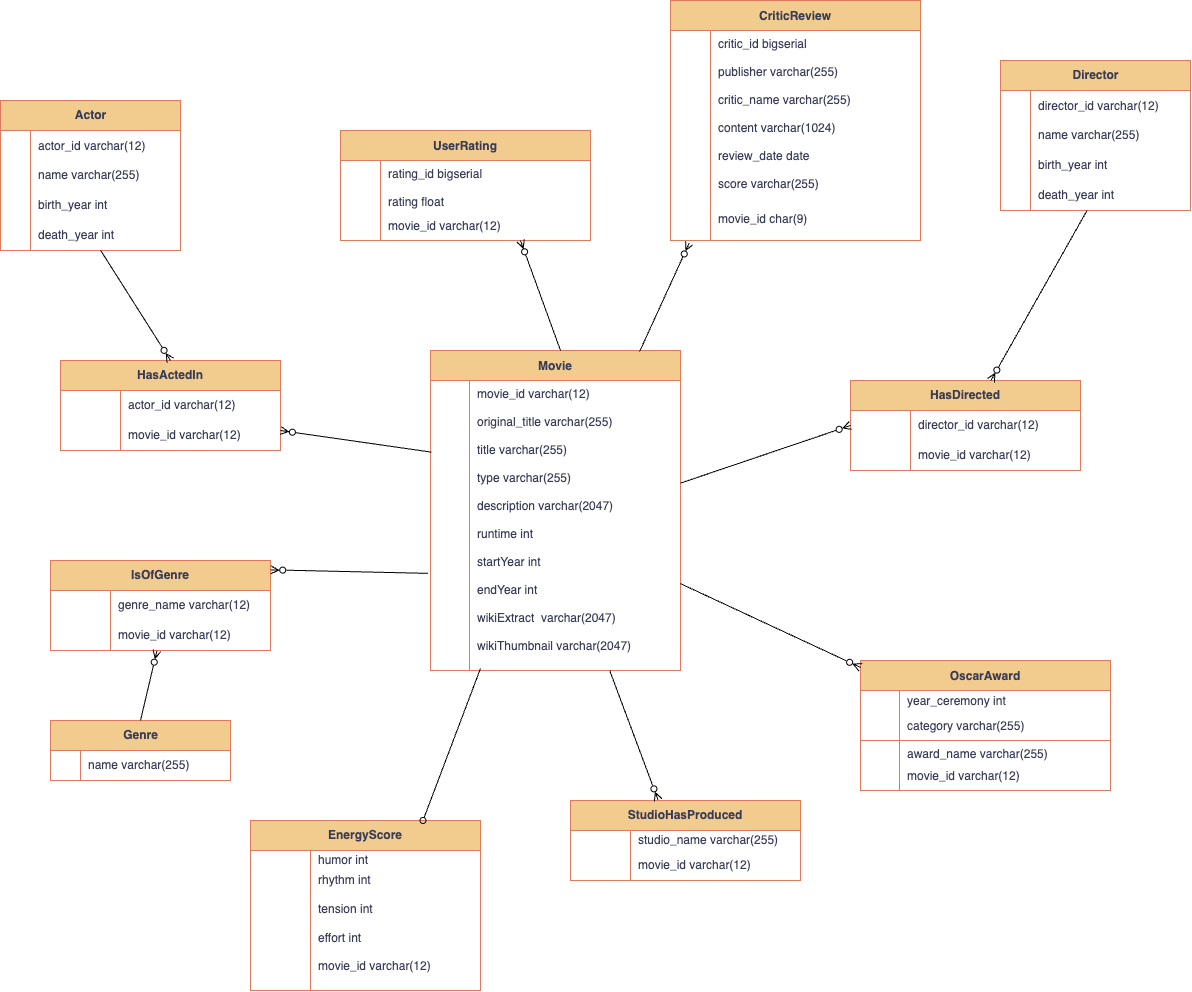 CriticReview
critic_id bigserial
publisher varchar(255)
critic_name varchar(255)
content varchar(1024)
review_date date
score varchar(255)
movie_id char(9)
Director
director_id varchar(12)
name varchar(255)
birth_year int
death_year int
Actor
actor_id varchar(12)
name varchar(255)
birth_year int
death_year int
UserRating
rating_id bigserial
rating float
movie_id varchar(12)
HasActedIn
actor_id varchar(12)
movie_id varchar(12)
Movie
movie_id varchar(12)
original_title varchar(255)
title varchar(255)
type varchar(255)
description varchar(2047)
runtime int
startYear int
endYear int
wikiExtract  varchar(2047)
wikiThumbnail varchar(2047)
HasDirected
director_id varchar(12)
movie_id varchar(12)
IsOfGenre
genre_name varchar(12)
movie_id varchar(12)
Genre
name varchar(255)
OscarAward
year_ceremony int
category varchar(255)
award_name varchar(255)
movie_id varchar(12)
EnergyScore
humor int
rhythm int
tension int
effort int
movie_id varchar(12)
StudioHasProduced
studio_name varchar(255)
movie_id varchar(12)